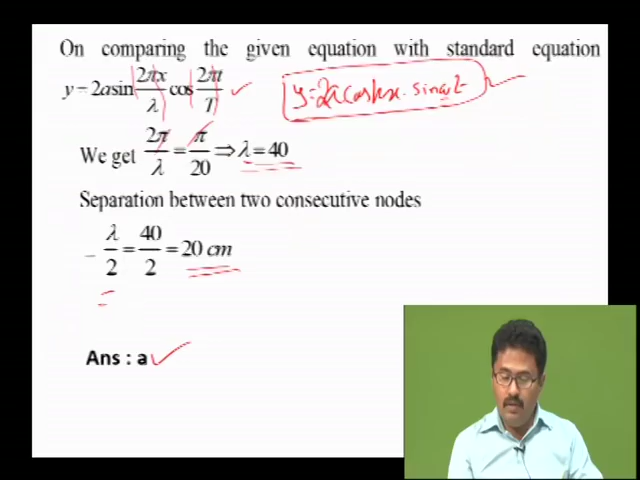 On comparing the given equation with standard equation
y = 2a sin 2πx/λ cos 2πt/T y = 2a cos kx . sin ωt
We get 2π/λ = π/20 ⇒ λ = 40
Separation between two consecutive nodes
λ/2 = 40/2 = 20 cm
Ans : a